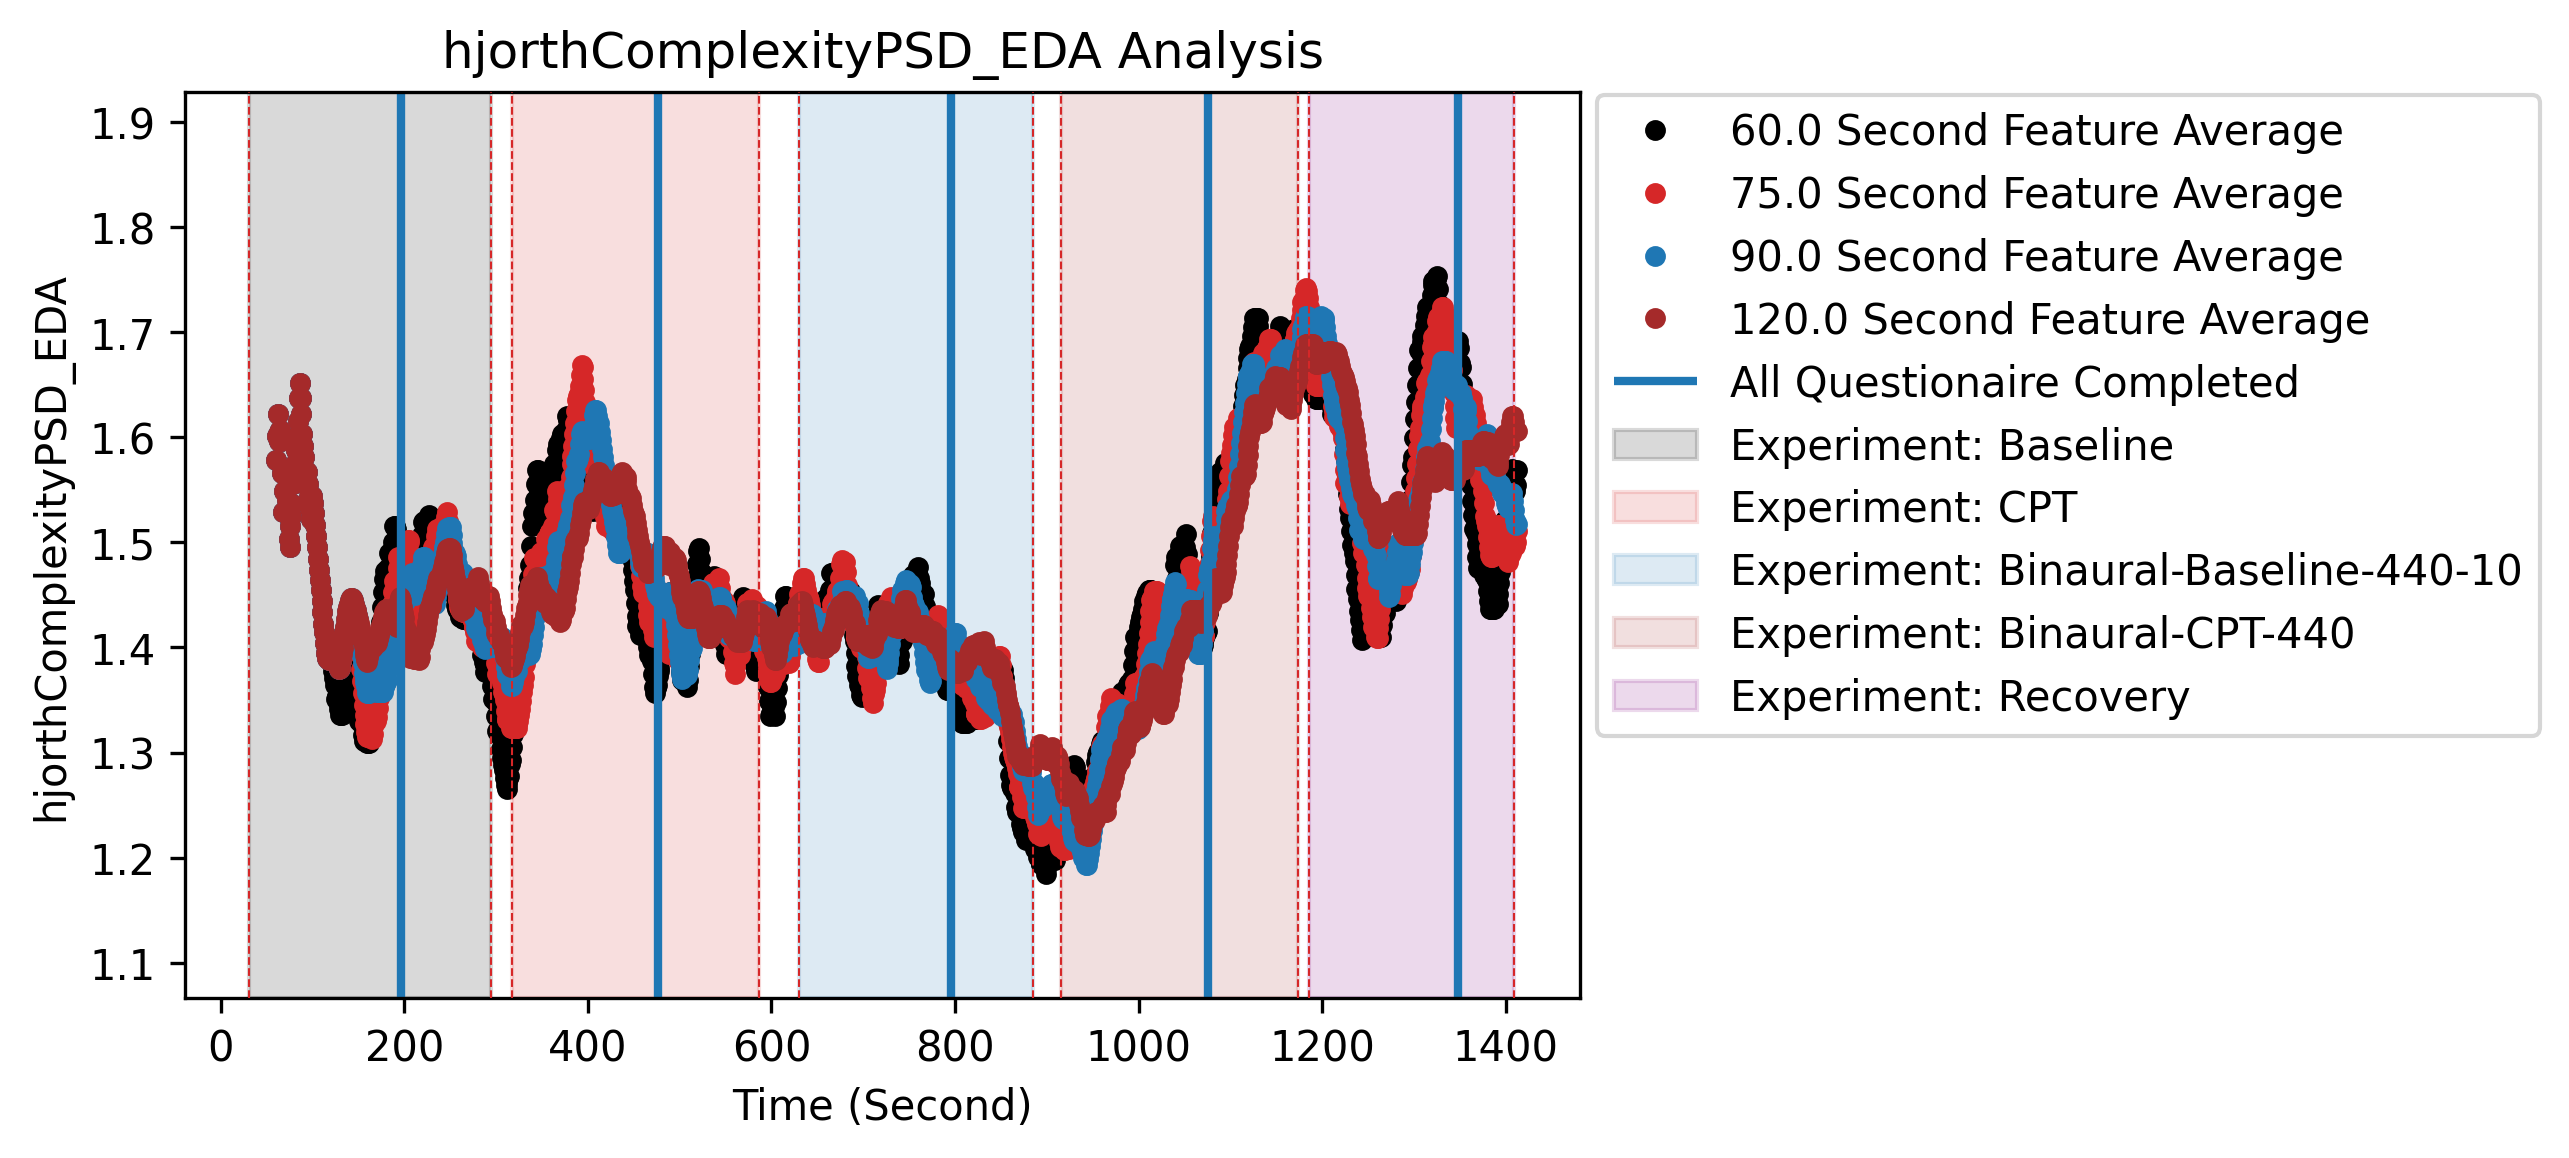 hjorthComplexityPSD_EDA Analysis
hjorthComplexityPSD_EDA
1.9
1.8
1.7
1.6
1.5
1.4
1.3
1.2
1.1
0 200 400 600 800 1000 1200 1400
Time (Second)
60.0 Second Feature Average
75.0 Second Feature Average
90.0 Second Feature Average
120.0 Second Feature Average
All Questionaire Completed
Experiment: Baseline
Experiment: CPT
Experiment: Binaural-Baseline-440-10
Experiment: Binaural-CPT-440
Experiment: Recovery